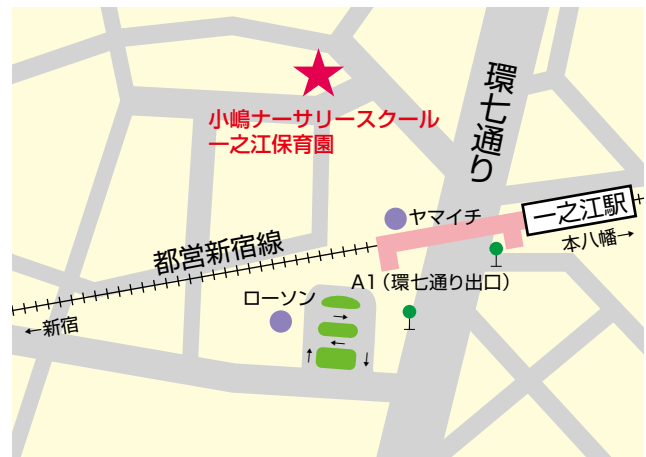 小嶋ナーサリースクール
一之江保育園
環七通り
ヤマイチ
一之江駅
本八幡→
都営新宿線
A1（環七通り出口）
ローソン
←新宿